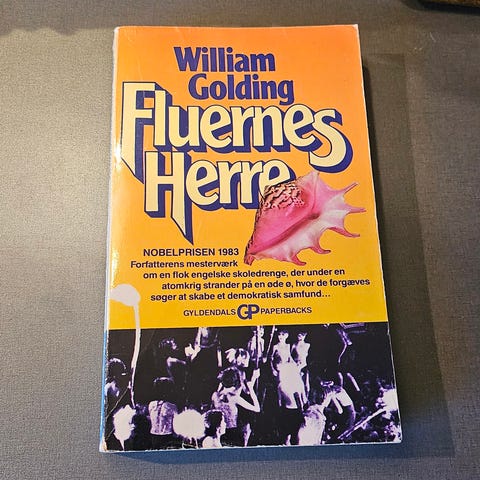 William
Golding
Fluernes
Herre
NOBELPRISEN 1983
Forfatterens mesterværk
om en flok engelske skoledrenge, der under en
atomkrig strander på en øde ø, hvor de forgæves
søger at skabe et demokratisk samfund...
GYLDENDALS GP PAPERBACKS